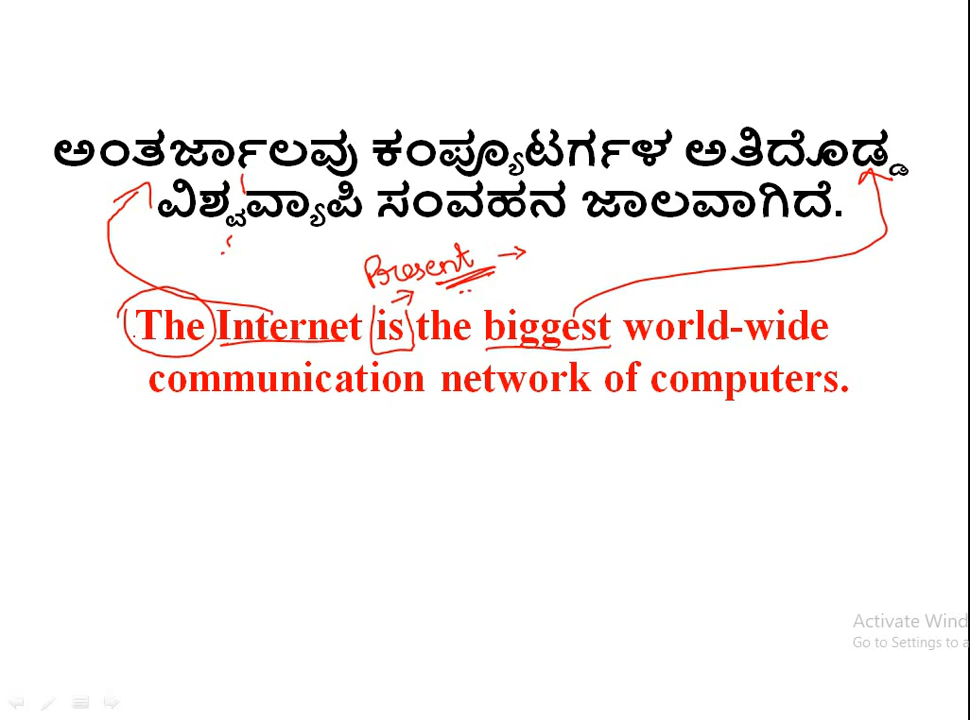 ಅಂತರ್ಜಾಲವು ಕಂಪ್ಯೂಟರ್ಗಳ ಅತಿದೊಡ್ಡ
ವಿಶ್ವವ್ಯಾಪಿ ಸಂವಹನ ಜಾಲವಾಗಿದೆ.
Present
The Internet is the biggest world-wide
communication network of computers.
Activate Wind
Go to Settings to a